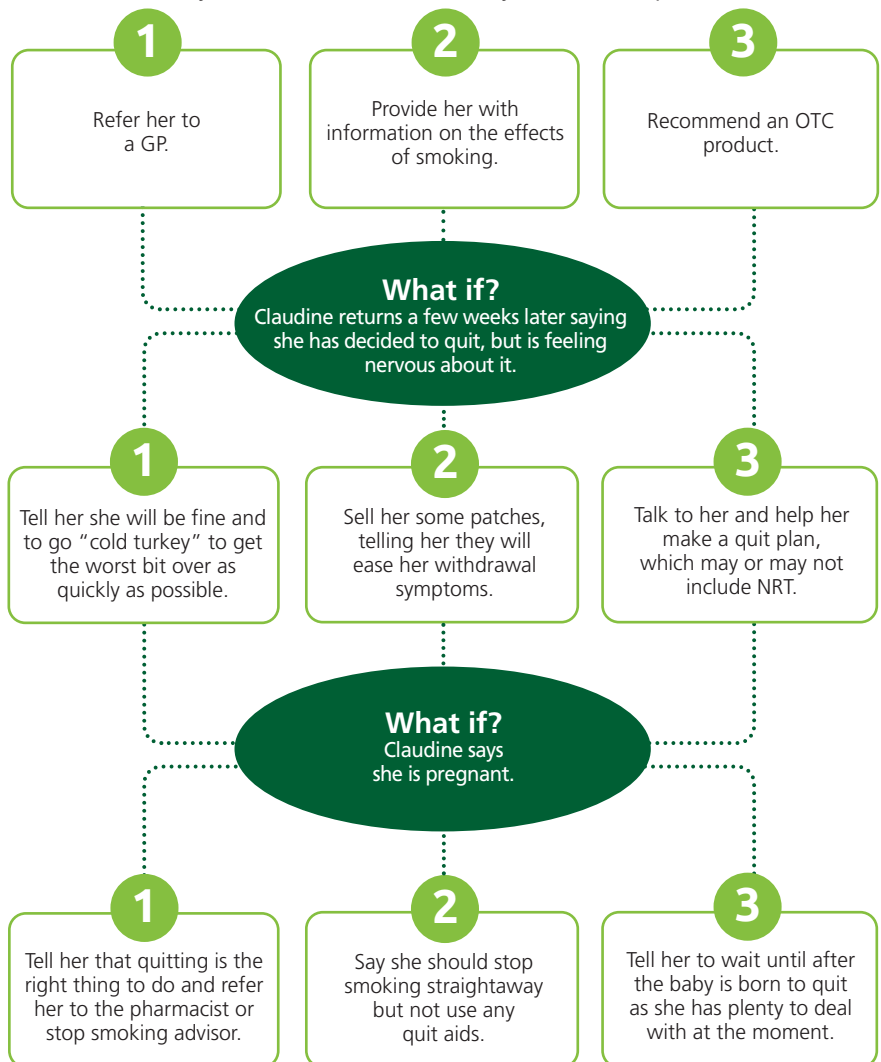 1
Refer her to
a GP.
2
Provide her with
information on the effects
of smoking.
3
Recommend an OTC
product.
What if?
Claudine returns a few weeks later saying
she has decided to quit, but is feeling
nervous about it.
1
Tell her she will be fine and
to go “cold turkey” to get
the worst bit over as
quickly as possible.
2
Sell her some patches,
telling her they will
ease her withdrawal
symptoms.
3
Talk to her and help her
make a quit plan,
which may or may not
include NRT.
What if?
Claudine says
she is pregnant.
1
Tell her that quitting is the
right thing to do and refer
her to the pharmacist or
stop smoking advisor.
2
Say she should stop
smoking straightaway
but not use any
quit aids.
3
Tell her to wait until after
the baby is born to quit
as she has plenty to deal
with at the moment.